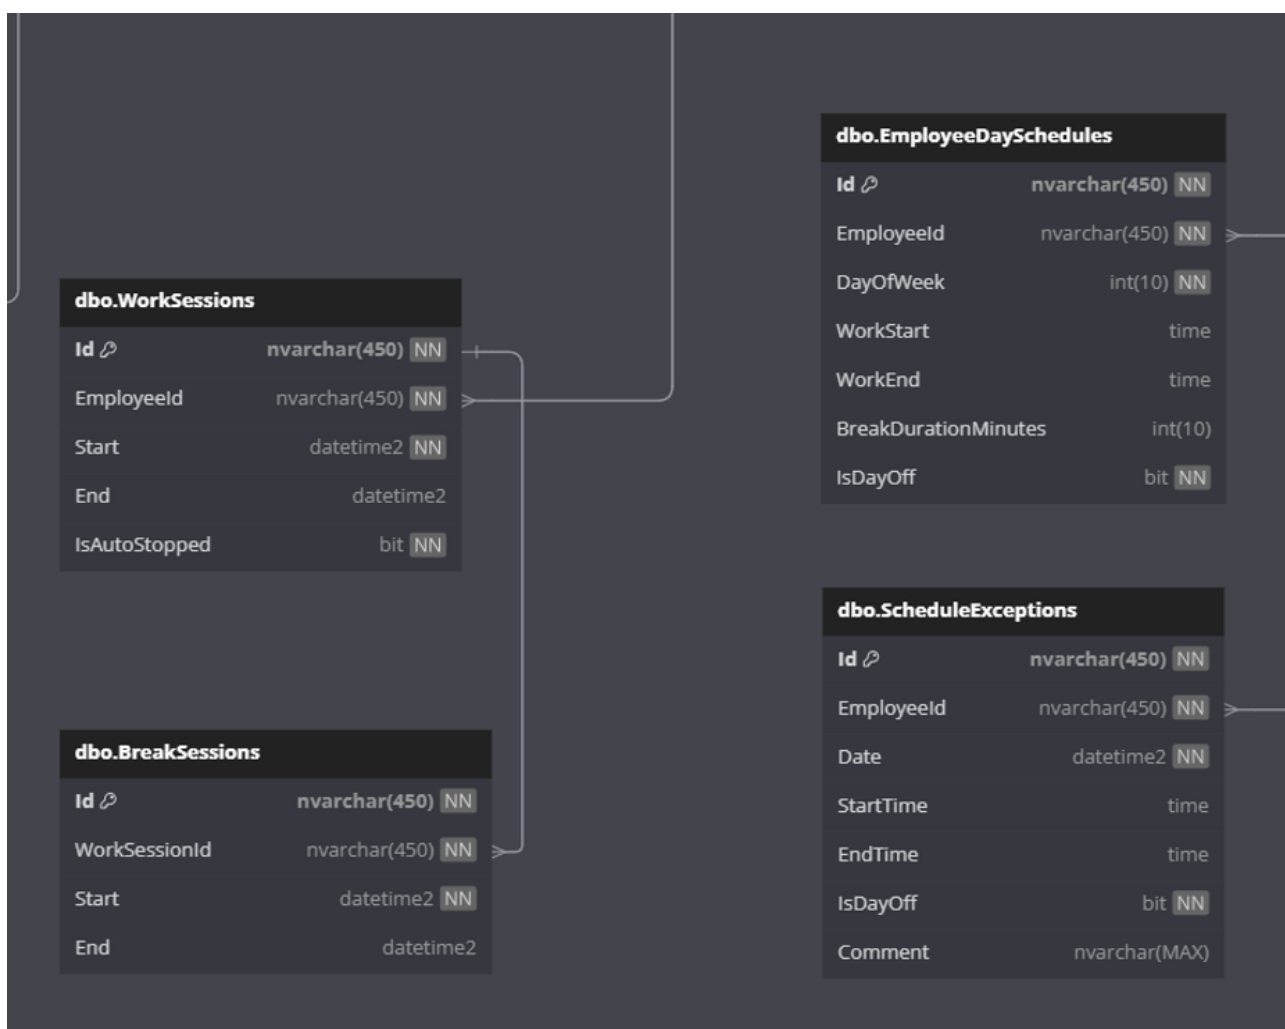 dbo.WorkSessions
Id nvarchar(450) NN
EmployeeId nvarchar(450) NN
Start datetime2 NN
End datetime2
IsAutoStopped bit NN
dbo.BreakSessions
Id nvarchar(450) NN
WorkSessionId nvarchar(450) NN
Start datetime2 NN
End datetime2
dbo.EmployeeDaySchedules
Id nvarchar(450) NN
EmployeeId nvarchar(450) NN
DayOfWeek int(10) NN
WorkStart time
WorkEnd time
BreakDurationMinutes int(10)
IsDayOff bit NN
dbo.ScheduleExceptions
Id nvarchar(450) NN
EmployeeId nvarchar(450) NN
Date datetime2 NN
StartTime time
EndTime time
IsDayOff bit NN
Comment nvarchar(MAX)